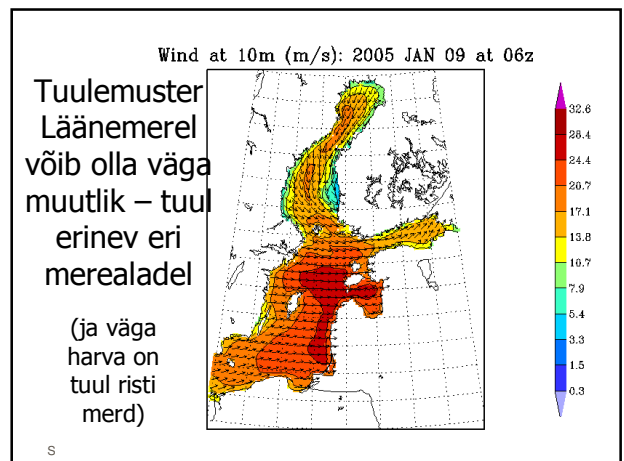 Wind at 10m (m/s): 2005 JAN 09 at 06z
Tuulemuster
Läänemerel
võib olla väga
muutlik – tuul
erinev eri
merealadel
(ja väga
harva on
tuul risti
merd)
32.6
28.4
24.4
20.7
17.1
13.8
10.7
7.9
5.4
3.3
1.5
0.3
S